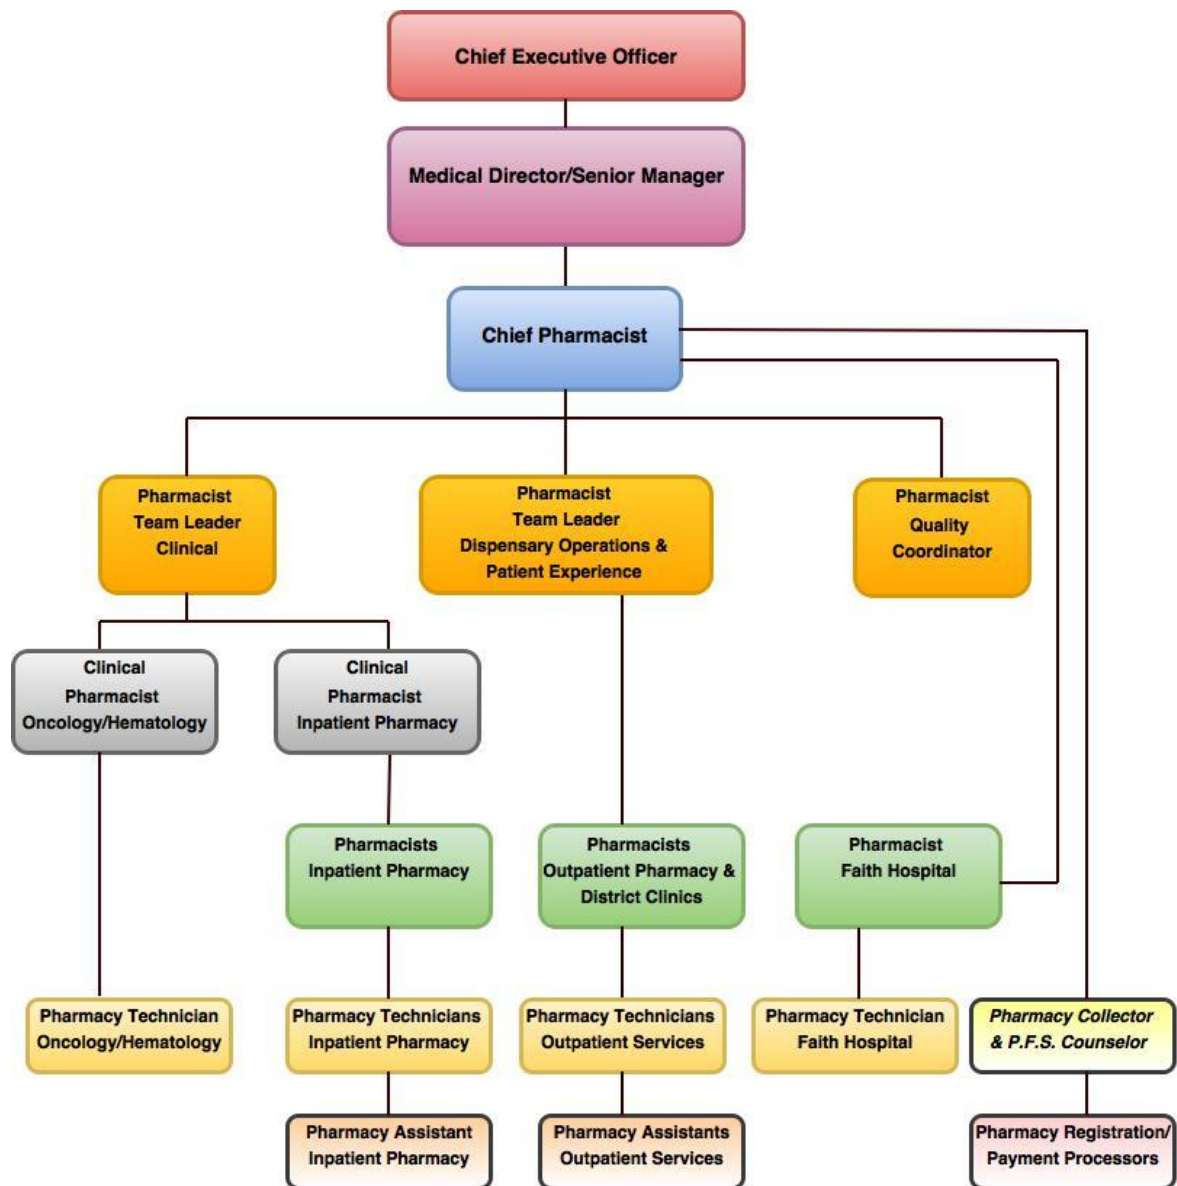 Chief Executive Officer
Medical Director/Senior Manager
Chief Pharmacist
Pharmacist
Team Leader
Clinical
Pharmacist
Team Leader
Dispensary Operations &
Patient Experience
Pharmacist
Quality
Coordinator
Clinical
Pharmacist
Oncology/Hematology
Clinical
Pharmacist
Inpatient Pharmacy
Pharmacists
Inpatient Pharmacy
Pharmacists
Outpatient Pharmacy &
District Clinics
Pharmacist
Faith Hospital
Pharmacy Technician
Oncology/Hematology
Pharmacy Technicians
Inpatient Pharmacy
Pharmacy Technicians
Outpatient Services
Pharmacy Technician
Faith Hospital
Pharmacy Collector
& P.F.S. Counselor
Pharmacy Assistant
Inpatient Pharmacy
Pharmacy Assistants
Outpatient Services
Pharmacy Registration/
Payment Processors